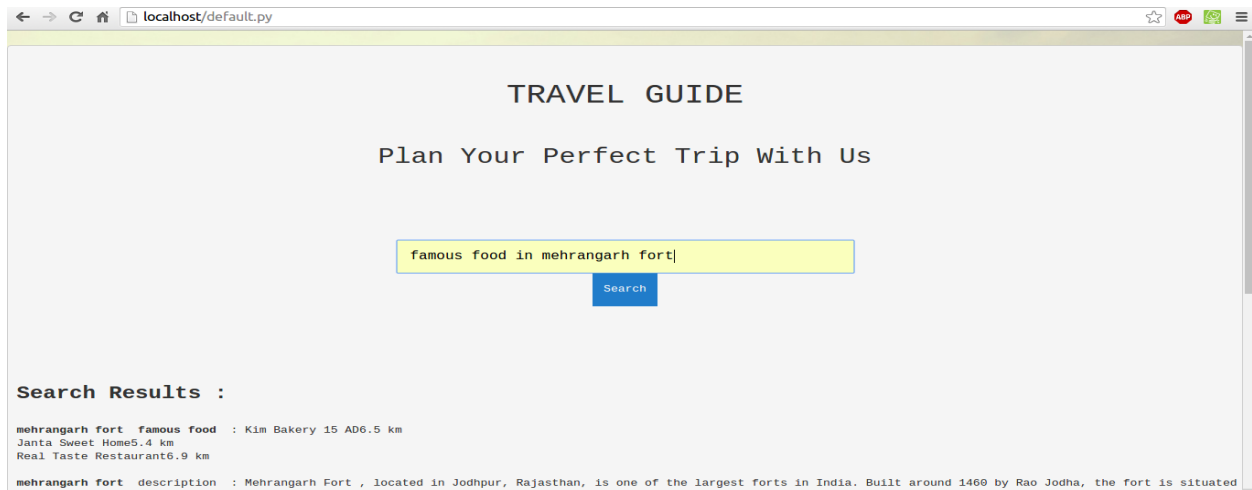 localhost/default.py
ABP
TRAVEL GUIDE
Plan Your Perfect Trip With Us
famous food in mehrangarh fort
Search
Search Results :
mehrangarh fort famous food : Kim Bakery 15 AD6.5 km
Janta Sweet Home5.4 km
Real Taste Restaurant6.9 km
mehrangarh fort description : Mehrangarh Fort , located in Jodhpur, Rajasthan, is one of the largest forts in India. Built around 1460 by Rao Jodha, the fort is situated